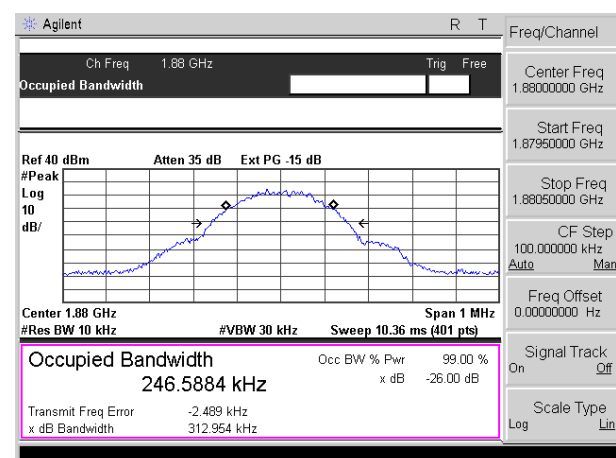 Agilent R T
Ch Freq 1.88 GHz Trig Free
Occupied Bandwidth
Ref 40 dBm Atten 35 dB Ext PG -15 dB
#Peak
Log
10
dB/
Center 1.88 GHz Span 1 MHz
#Res BW 10 kHz #VBW 30 kHz Sweep 10.36 ms (401 pts)
Occupied Bandwidth Occ BW % Pwr 99.00 %
246.5884 kHz x dB -26.00 dB
Transmit Freq Error -2.489 kHz
x dB Bandwidth 312.954 kHz
Freq/Channel
Center Freq
1.88000000 GHz
Start Freq
1.87950000 GHz
Stop Freq
1.88050000 GHz
CF Step
100.000000 kHz
Auto Man
Freq Offset
0.00000000 Hz
Signal Track
On Off
Scale Type
Log Lin